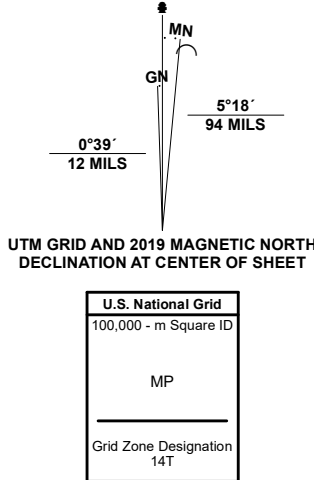 MN
GN
5°18´
94 MILS
0°39´
12 MILS
UTM GRID AND 2019 MAGNETIC NORTH
DECLINATION AT CENTER OF SHEET
U.S. National Grid
100,000 - m Square ID
MP
Grid Zone Designation
14T